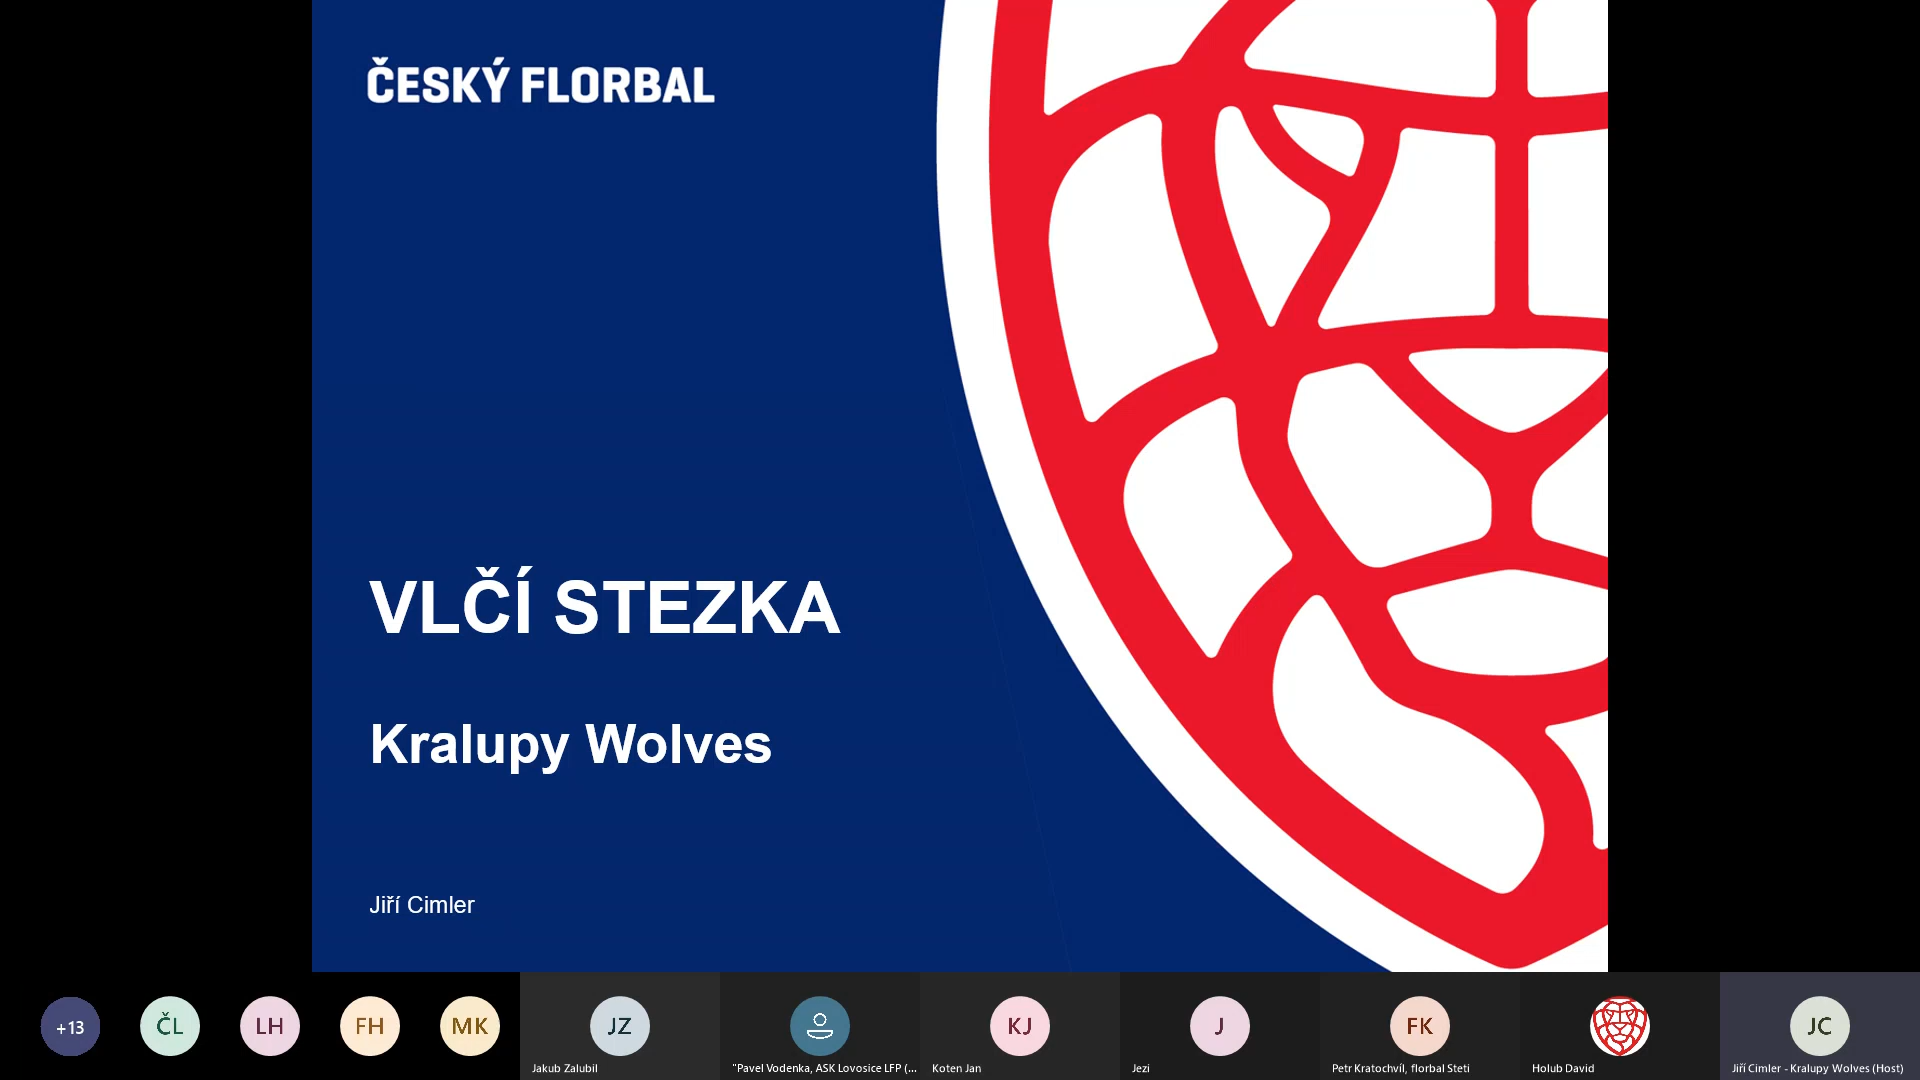 ČESKÝ FLORBAL
VLČÍ STEZKA
Kralupy Wolves
Jiří Cimler
+13
ČL
LH
FH
MK
JZ
KJ
J
FK
JC
Jakub Zalubil
"Pavel Vodenka, ASK Lovosice LFP (...
Koten Jan
Jezi
Petr Kratochvíl, florbal Steti
Holub David
Jiří Cimler - Kralupy Wolves (Host)